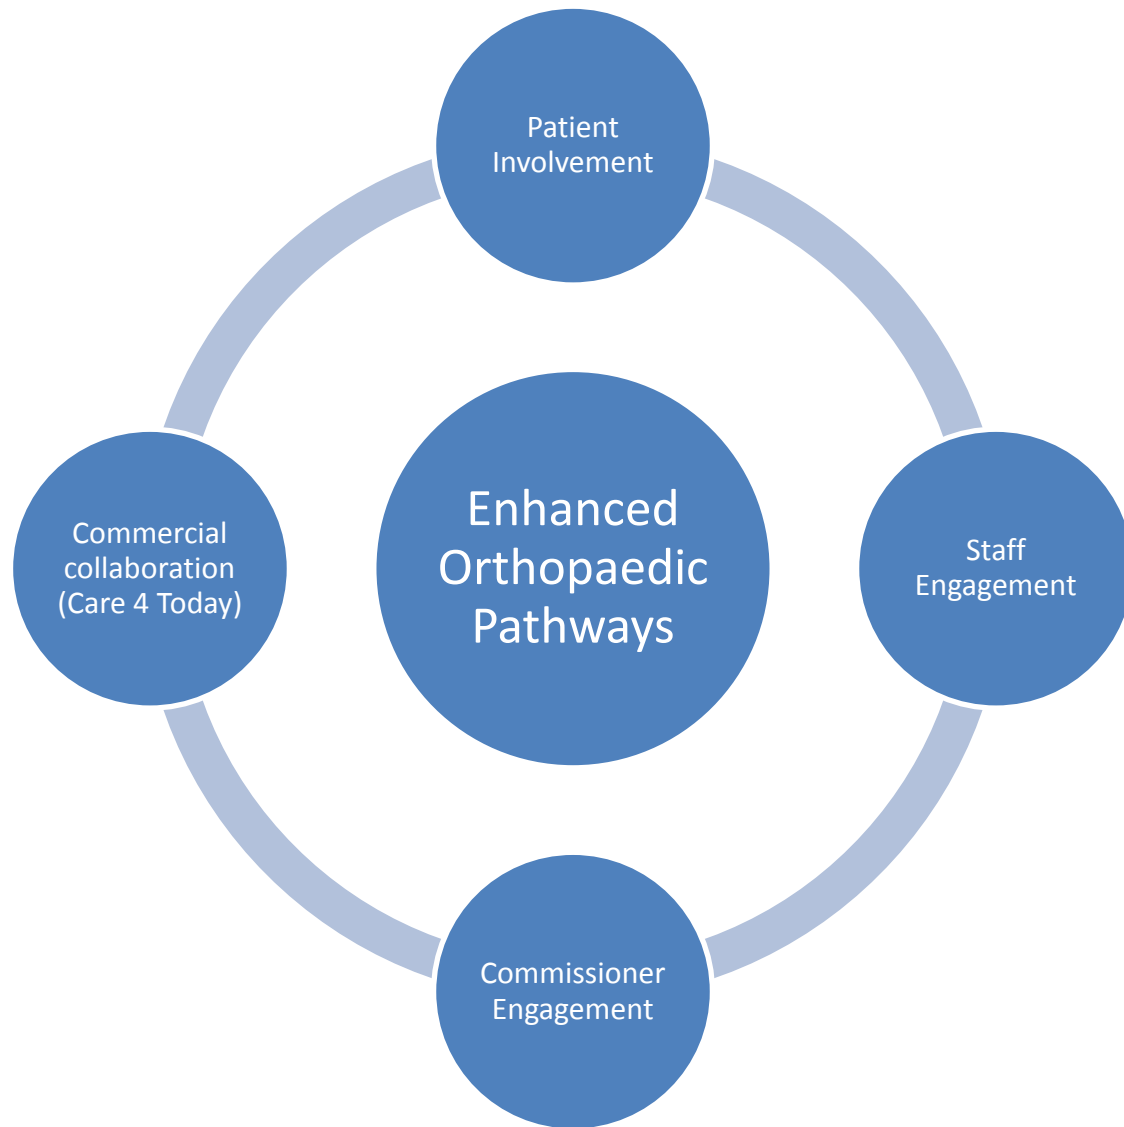 Patient
Involvement
Commercial
collaboration
(Care 4 Today)
Enhanced
Orthopaedic
Pathways
Staff
Engagement
Commissioner
Engagement